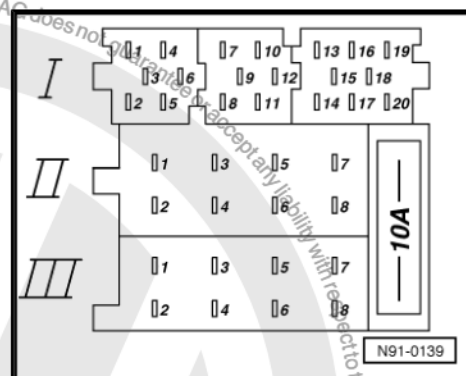 AG does not guarantee or accept any liability with respect to t
I
1 4 7 10 13 16 19
3 6 9 12 15 18
2 5 8 11 14 17 20
II
1 3 5 7
2 4 6 8
III
1 3 5 7
2 4 6 8
10A
N91-0139